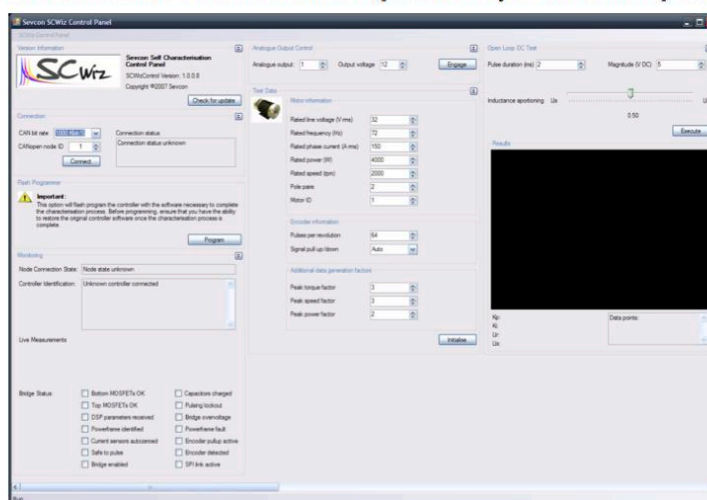 Sevcon SCWiz Control Panel
SCWiz Control Panel
Version Information
SCWiz
Sevcon Self Characterisation
Control Panel
SCWizControl Version: 1.0.0.8
Copyright ©2007 Sevcon
Check for update
Connection
CAN bit rate
CANopen node ID 1
Connect
Connection status
Connection status unknown
Flash Programmer
Important:
This option will flash program the controller with the software necessary to complete
the characterisation process. Before programming, ensure that you have the ability
to restore the original controller software once the characterisation process is
complete.
Program
Monitoring
Node Connection State: Node state unknown
Controller Identification: Unknown controller connected
Live Measurements
Bridge Status
Bottom MOSFETs OK
Top MOSFETs OK
DSP parameters received
Powerframe identified
Current sensors autozeroed
Safe to pulse
Bridge enabled
Capacitors charged
Pulsing lockout
Bridge overvoltage
Powerframe fault
Encoder pullup active
Encoder detected
SPI link active
Analogue Output Control
Analogue output 1 Output voltage 12 Engage
Test Data
Motor information
Rated line voltage (V rms) 32
Rated frequency (Hz) 72
Rated phase current (A rms) 150
Rated power (W) 4000
Rated speed (rpm) 2000
Pole pairs 2
Motor ID 1
Encoder information
Pulses per revolution 64
Signal pull up/down Auto
Additional data generation factors
Peak torque factor 3
Peak speed factor 3
Peak power factor 2
Initialise
Open Loop DC Test
Pulse duration (ms) 2 Magnitude (V DC) 5
Inductance apportioning Us
0.50
Execute
Results
Kp:
Ki:
Ur:
Us:
Data points: